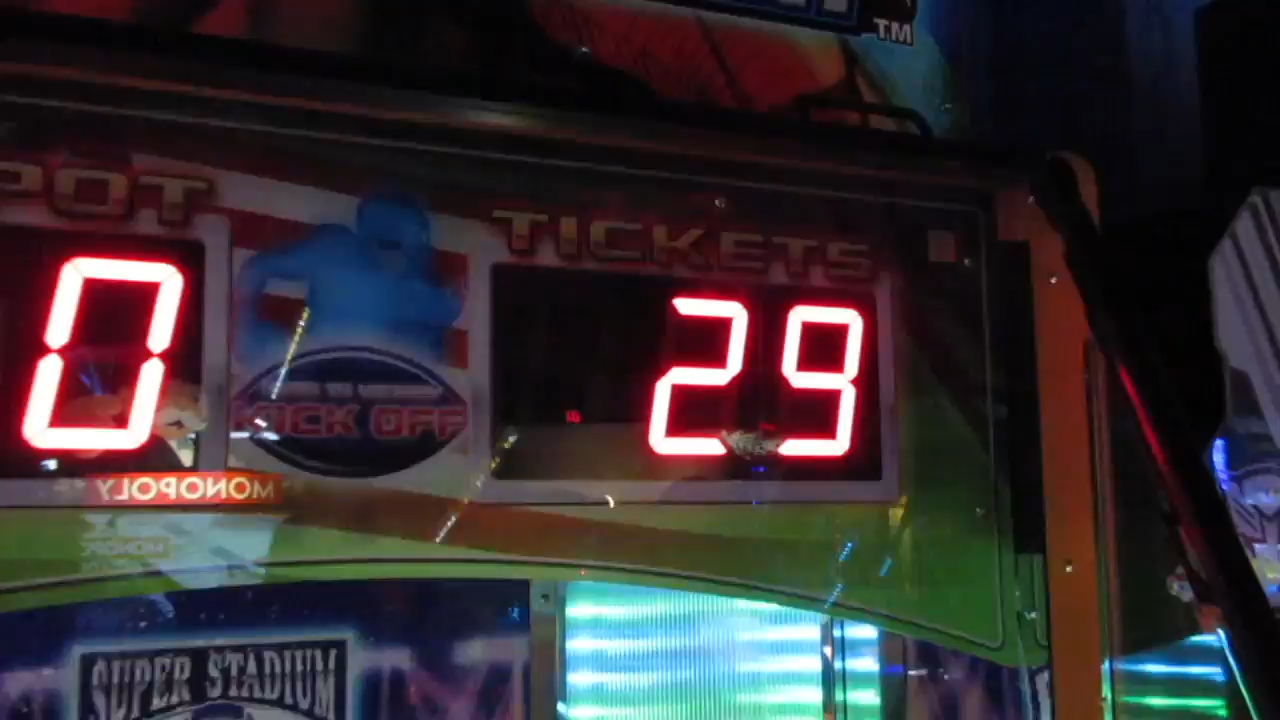 TM
POT
TICKETS
0
29
KICK OFF
MONOPOLY
SUPER STADIUM